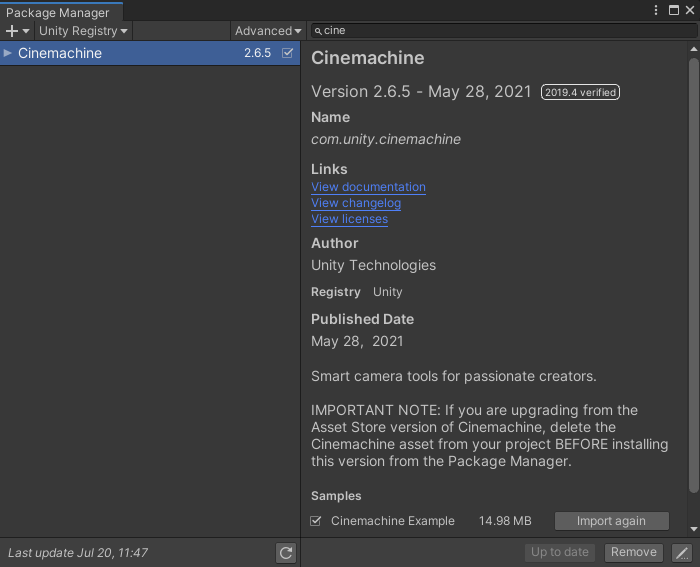 Package Manager
Unity Registry
Advanced
cine
Cinemachine 2.6.5
Cinemachine
Version 2.6.5 - May 28, 2021 2019.4 verified
Name
com.unity.cinemachine
Links
View documentation
View changelog
View licenses
Author
Unity Technologies
Registry Unity
Published Date
May 28, 2021
Smart camera tools for passionate creators.
IMPORTANT NOTE: If you are upgrading from the
Asset Store version of Cinemachine, delete the
Cinemachine asset from your project BEFORE installing
this version from the Package Manager.
Samples
Cinemachine Example 14.98 MB Import again
Last update Jul 20, 11:47
Up to date Remove